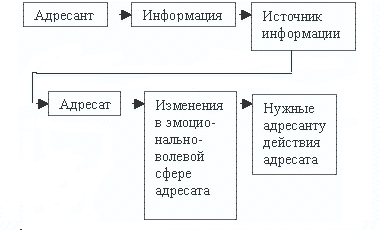 Адресант
Информация
Источник
информации
Адресат
Изменения
в эмоцио-
нально-
волевой
сфере
адресата
Нужные
адресанту
действия
адресата